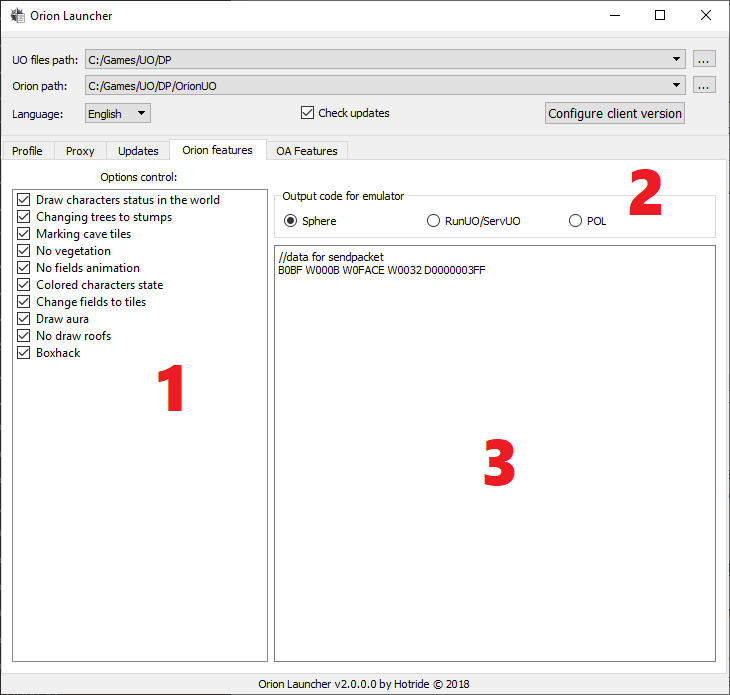 Orion Launcher
UO files path: C:/Games/UO/DP ...
Orion path: C:/Games/UO/DP/OrionUO ...
Language: English Check updates Configure client version
Profile Proxy Updates Orion features OA Features
Options control:
Draw characters status in the world
Changing trees to stumps
Marking cave tiles
No vegetation
No fields animation
Colored characters state
Change fields to tiles
Draw aura
No draw roofs
Boxhack
1
Output code for emulator
2
Sphere RunUO/ServUO POL
//data for sendpacket
B0BF W000B W0FACE W0032 D0000003FF
3
Orion Launcher v2.0.0.0 by Hotride © 2018